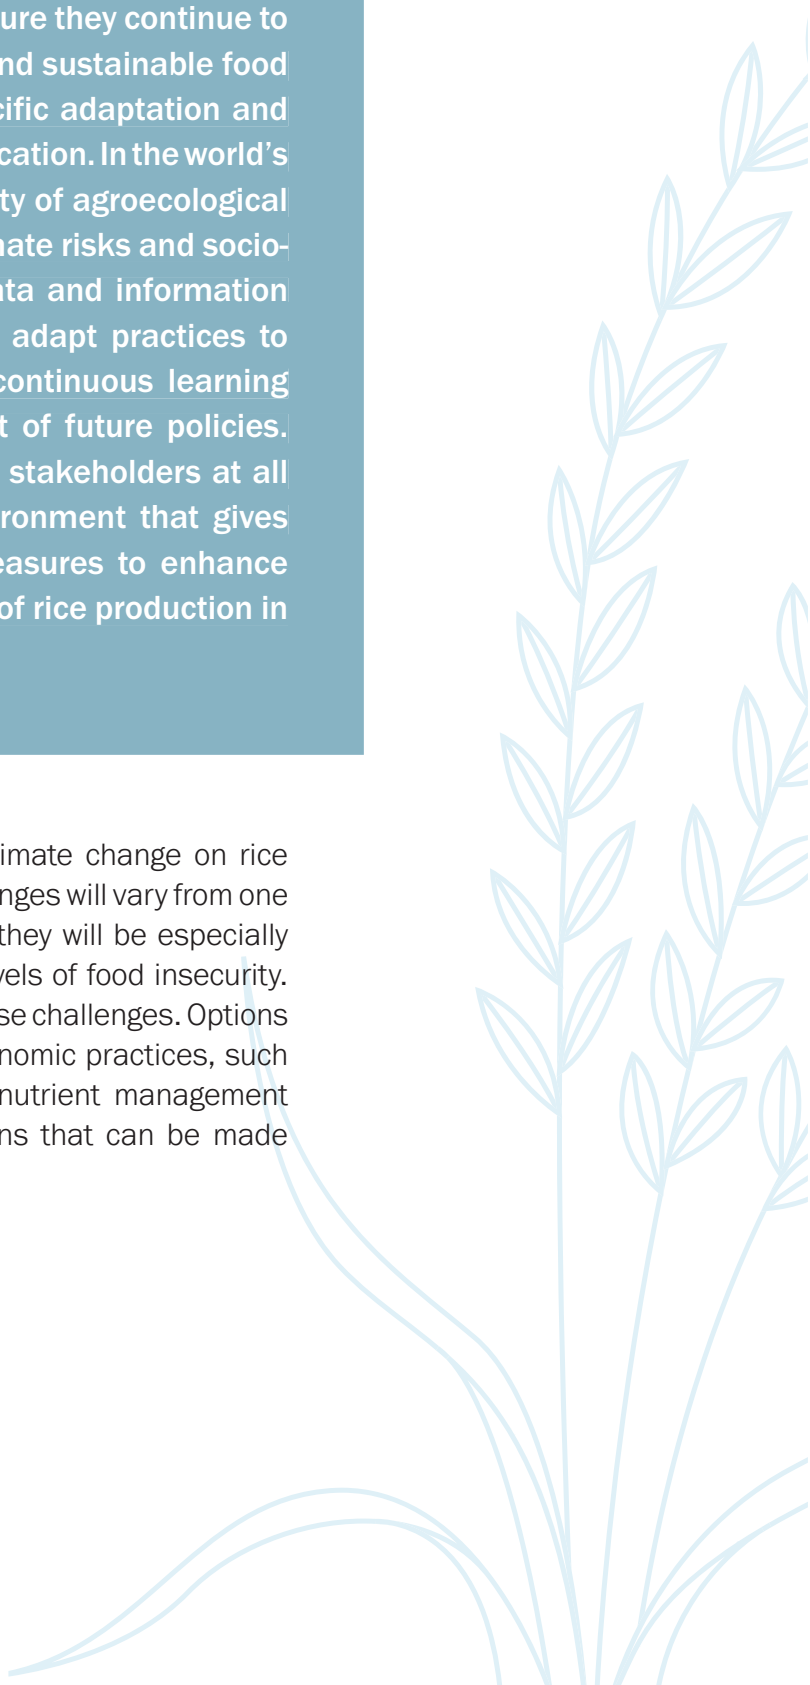 ure they continue to
nd sustainable food
cific adaptation and
cation. In the world's
ty of agroecological
nate risks and socio-
ata and information
adapt practices to
continuous learning
t of future policies.
stakeholders at all
ronment that gives
easures to enhance
of rice production in
imate change on rice
nges will vary from one
they will be especially
vels of food insecurity.
se challenges. Options
nomic practices, such
nutrient management
ns that can be made